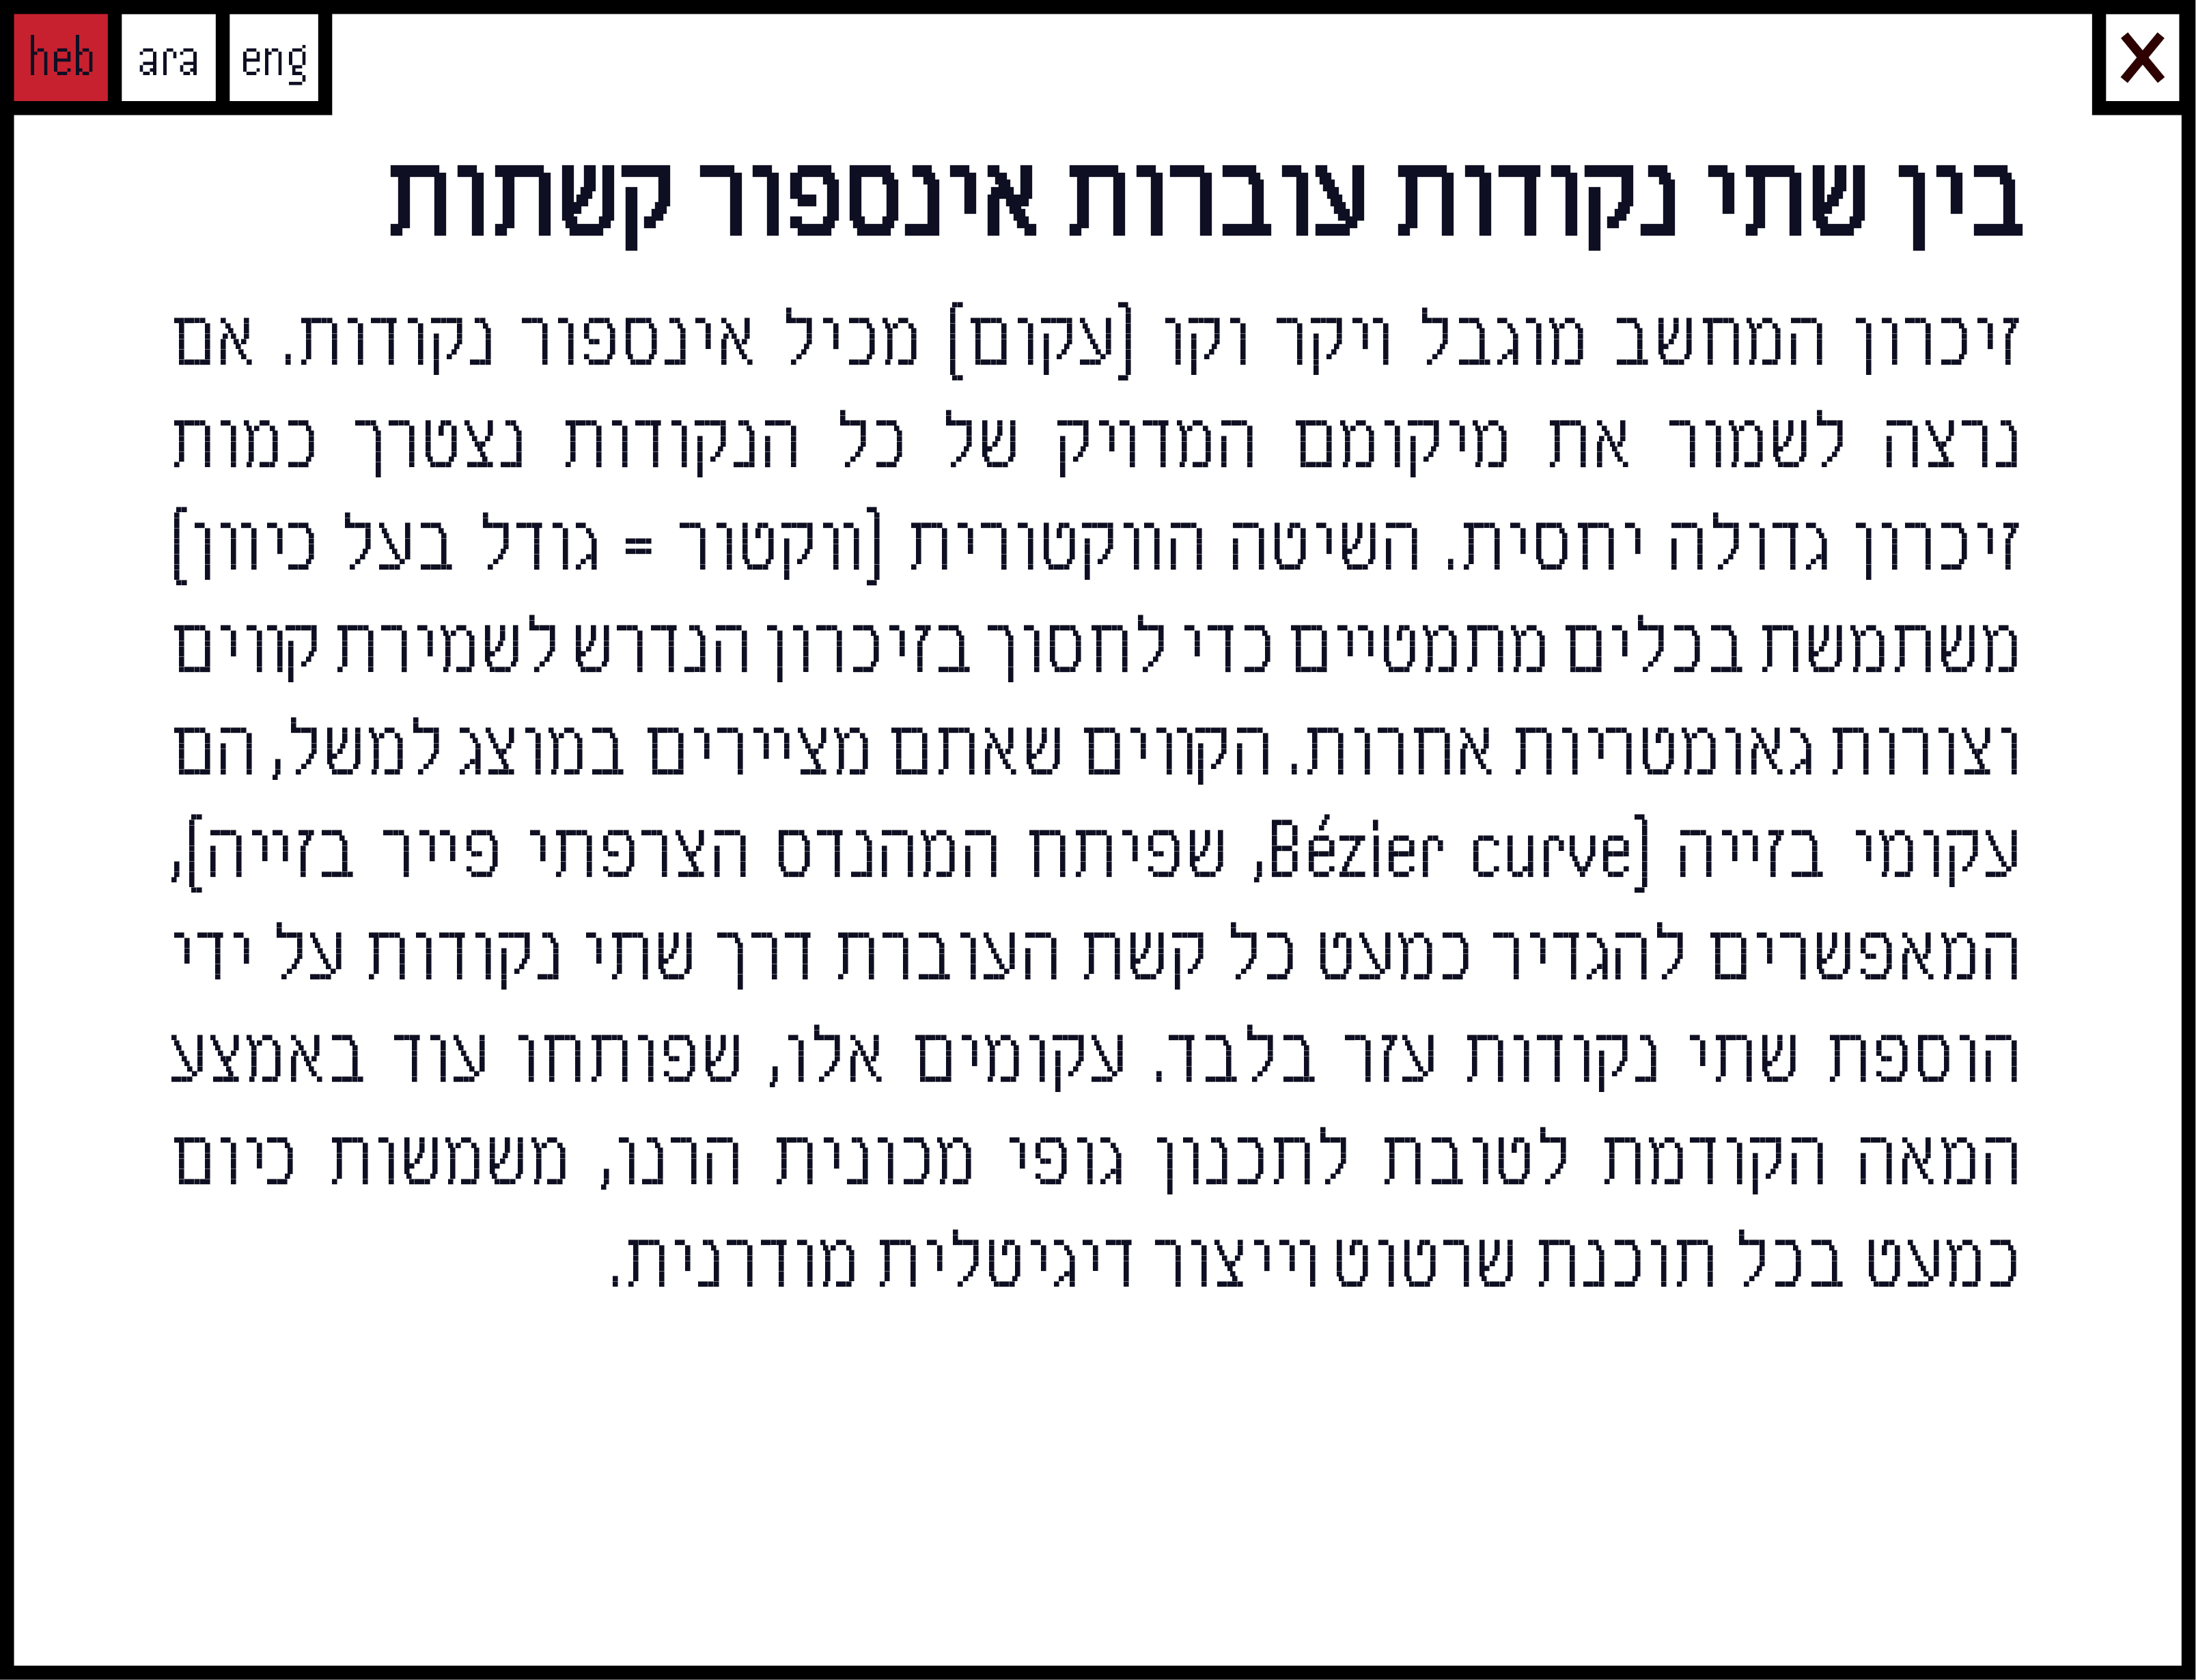 heb ara eng X
בין שתי נקודות עוברות אינספור קשתות
זיכרון המחשב מוגבל ויקר וקו (עקום) מכיל אינספור נקודות. אם
נרצה לשמור את מיקומם המדויק של כל הנקודות נצטרך כמות
זיכרון גדולה יחסית. השיטה הווקטורית (ווקטור = גודל בעל כיוון)
משתמשת בכלים מתמטיים כדי לחסוך בזיכרון הנדרש לשמירת קווים
וצורות גאומטריות אחרות. הקווים שאתם מציירים במוצג למשל, הם
עקומי בזייה (Bézier curve, שפיתח המהנדס הצרפתי פייר בזייה),
המאפשרים להגדיר כמעט כל קשת העוברת דרך שתי נקודות על ידי
הוספת שתי נקודות עזר בלבד. עקומים אלו, שפותחו עוד באמצע
המאה הקודמת לטובת לתכנון גופי מכונית הרנו, משמשות כיום
כמעט בכל תוכנת שרטוט וייצור דיגיטלית מודרנית.